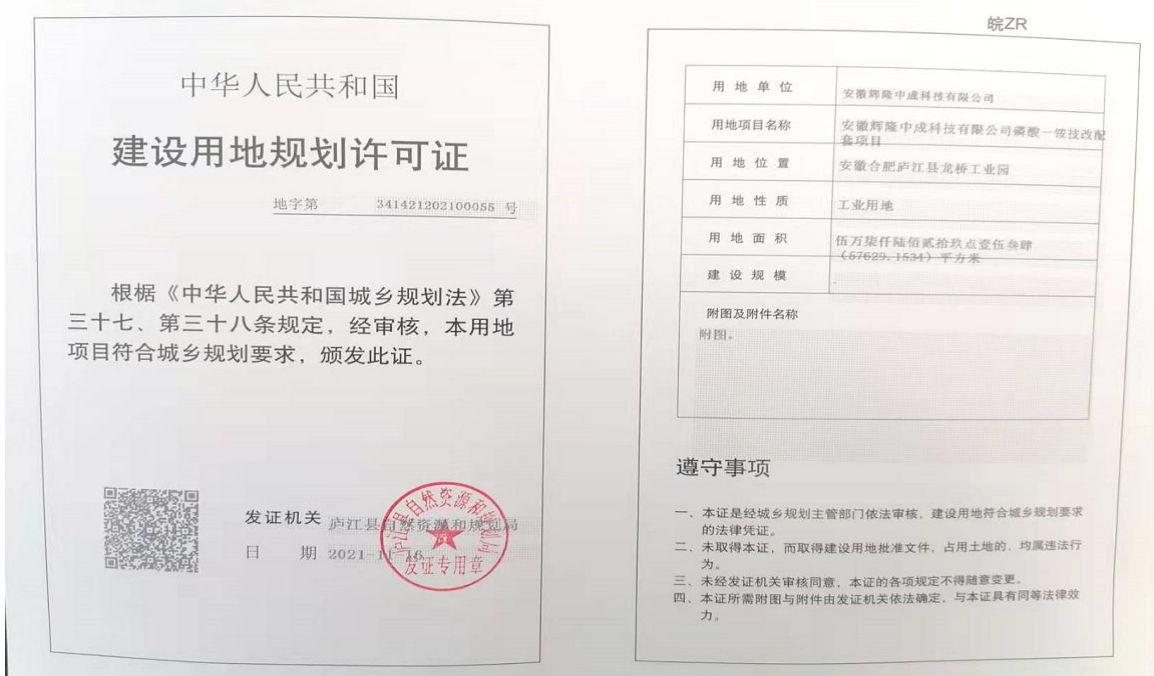 中华人民共和国
建设用地规划许可证
地字第 341421202100055 号
根据《中华人民共和国城乡规划法》第
三十七、第三十八条规定，经审核，本用地
项目符合城乡规划要求，颁发此证。
发证机关 庐江县自然资源和规划局
日 期 2021-11-16
庐江县自然资源和规划局
发证专用章
皖ZR
用地单位 安徽辉隆中成科技有限公司
用地项目名称 安徽辉隆中成科技有限公司磷酸一铵技改配
套项目
用地位置 安徽合肥庐江县龙桥工业园
用地性质 工业用地
用地面积 伍万柒仟陆佰贰拾玖点壹伍叁肆
（57629.1534）平方米
建设规模
附图及附件名称
附图。
遵守事项
一、本证是经城乡规划主管部门依法审核，建设用地符合城乡规划要求
的法律凭证。
二、未取得本证，而取得建设用地批准文件、占用土地的，均属违法行
为。
三、未经发证机关审核同意，本证的各项规定不得随意变更。
四、本证所需附图与附件由发证机关依法确定，与本证具有同等法律效
力。